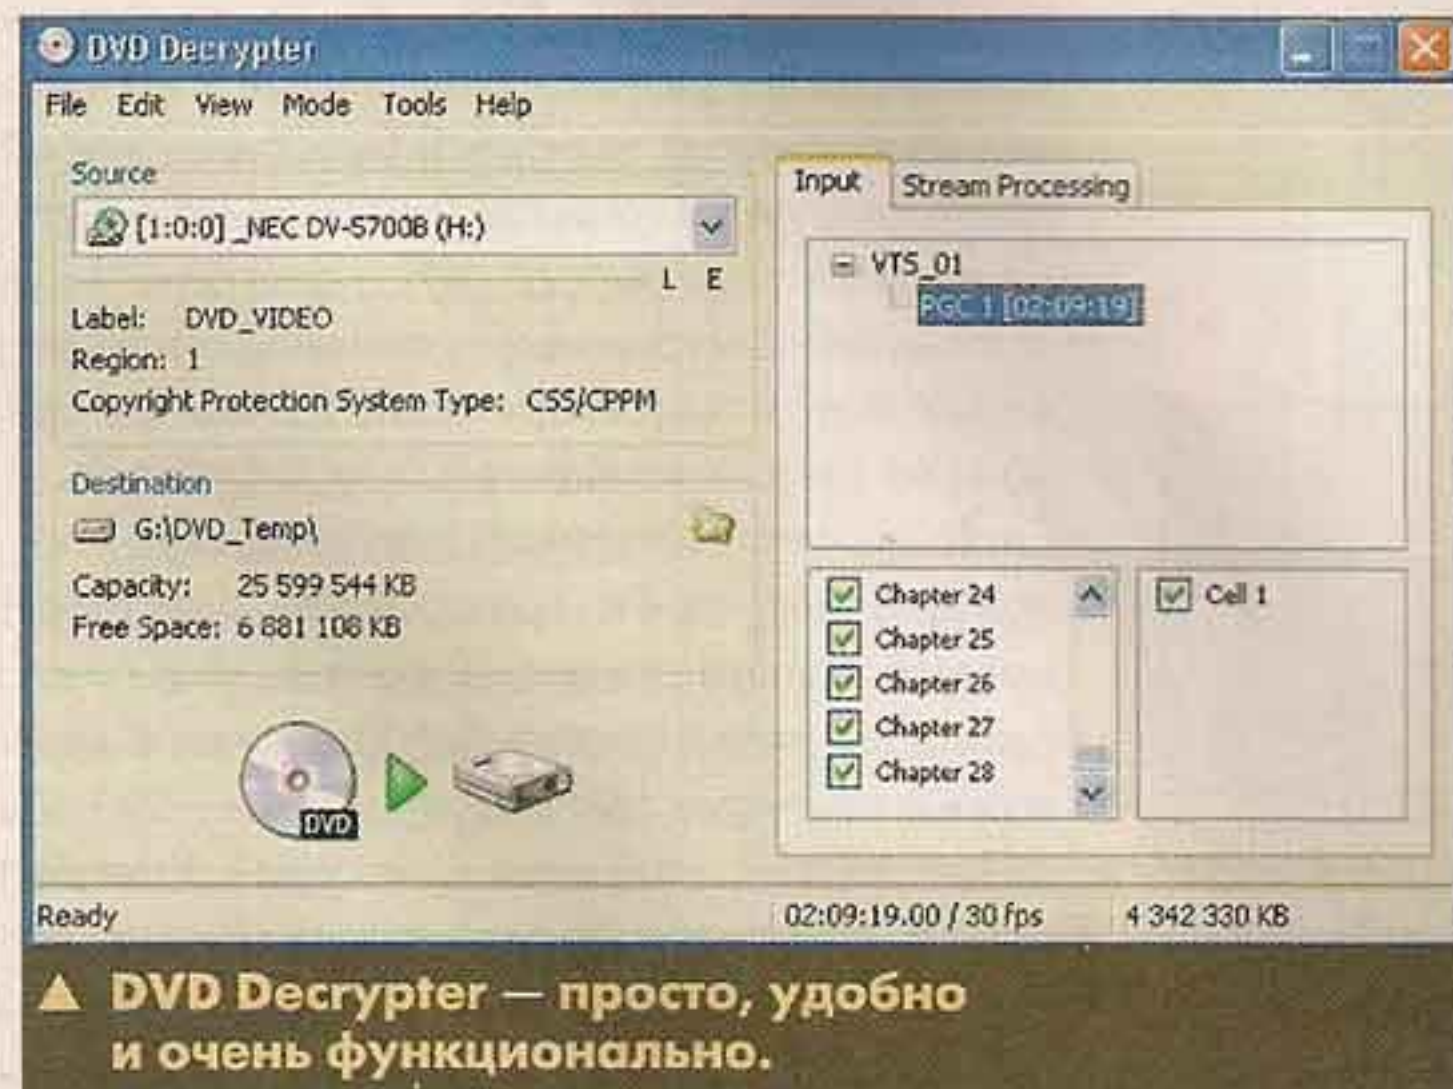 DVD Decrypter
File Edit View Mode Tools Help
Source
[1:0:0] _NEC DV-5700B (H:)
L E
Label: DVD_VIDEO
Region: 1
Copyright Protection System Type: CSS/CPPM
Destination
G:\DVD_Temp\
Capacity: 25 599 544 KB
Free Space: 6 881 108 KB
DVD
Input Stream Processing
VTS_01
PGC 1 [02:09:19]
Chapter 24
Chapter 25
Chapter 26
Chapter 27
Chapter 28
Cell 1
Ready 02:09:19.00 / 30 fps 4 342 330 KB
▲ DVD Decrypter — просто, удобно
и очень функционально.